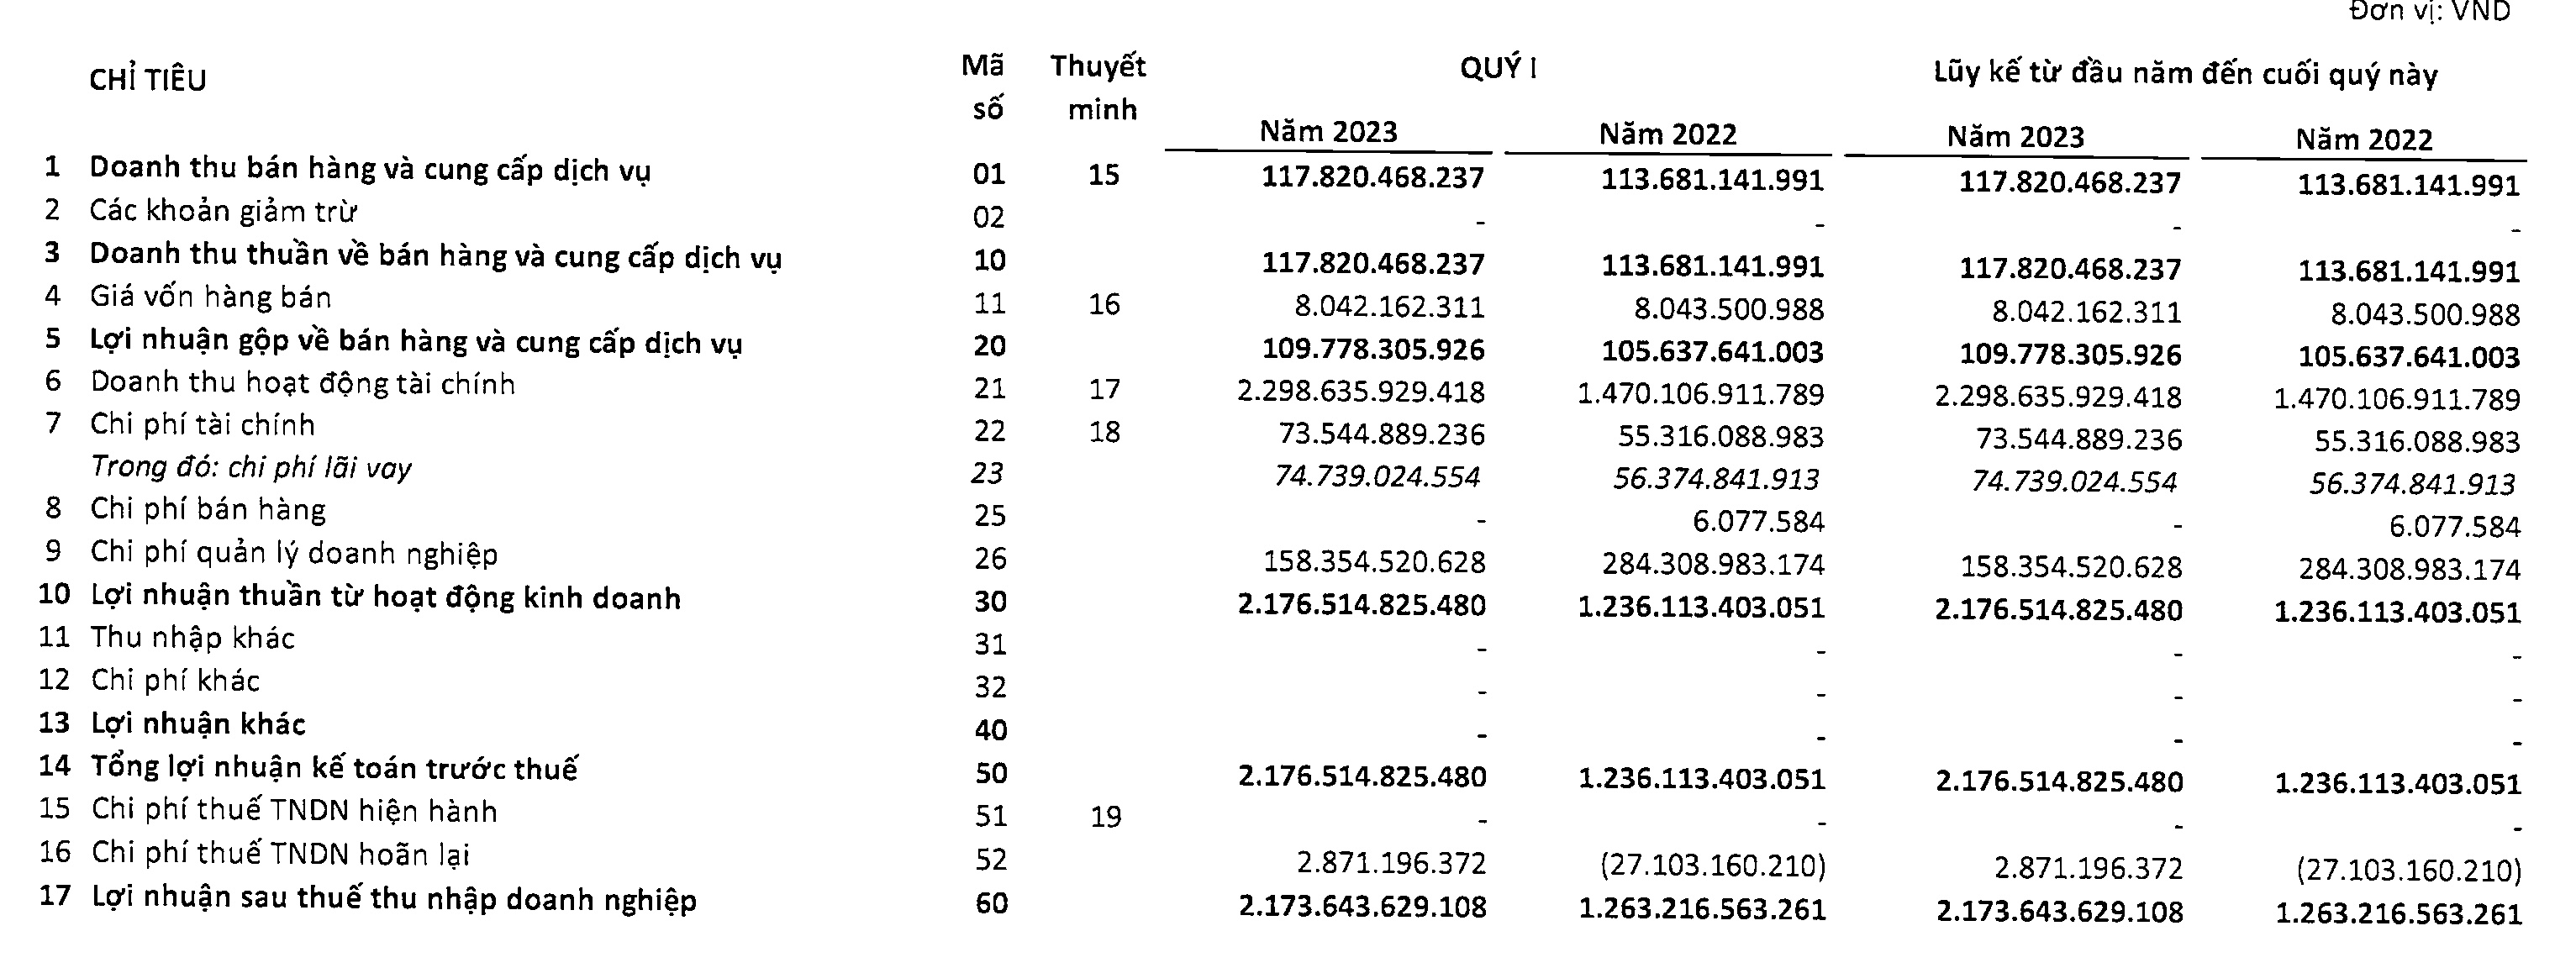 Đơn vị: VND
CHỈ TIÊU Mã số Thuyết minh QUÝ I Lũy kế từ đầu năm đến cuối quý này
Năm 2023 Năm 2022 Năm 2023 Năm 2022
1 Doanh thu bán hàng và cung cấp dịch vụ 01 15 117.820.468.237 113.681.141.991 117.820.468.237 113.681.141.991
2 Các khoản giảm trừ 02 - - - -
3 Doanh thu thuần về bán hàng và cung cấp dịch vụ 10 117.820.468.237 113.681.141.991 117.820.468.237 113.681.141.991
4 Giá vốn hàng bán 11 16 8.042.162.311 8.043.500.988 8.042.162.311 8.043.500.988
5 Lợi nhuận gộp về bán hàng và cung cấp dịch vụ 20 109.778.305.926 105.637.641.003 109.778.305.926 105.637.641.003
6 Doanh thu hoạt động tài chính 21 17 2.298.635.929.418 1.470.106.911.789 2.298.635.929.418 1.470.106.911.789
7 Chi phí tài chính 22 18 73.544.889.236 55.316.088.983 73.544.889.236 55.316.088.983
Trong đó: chi phí lãi vay 23 74.739.024.554 56.374.841.913 74.739.024.554 56.374.841.913
8 Chi phí bán hàng 25 - 6.077.584 - 6.077.584
9 Chi phí quản lý doanh nghiệp 26 158.354.520.628 284.308.983.174 158.354.520.628 284.308.983.174
10 Lợi nhuận thuần từ hoạt động kinh doanh 30 2.176.514.825.480 1.236.113.403.051 2.176.514.825.480 1.236.113.403.051
11 Thu nhập khác 31 - - - -
12 Chi phí khác 32 - - - -
13 Lợi nhuận khác 40 - - - -
14 Tổng lợi nhuận kế toán trước thuế 50 2.176.514.825.480 1.236.113.403.051 2.176.514.825.480 1.236.113.403.051
15 Chi phí thuế TNDN hiện hành 51 19 - - - -
16 Chi phí thuế TNDN hoãn lại 52 2.871.196.372 (27.103.160.210) 2.871.196.372 (27.103.160.210)
17 Lợi nhuận sau thuế thu nhập doanh nghiệp 60 2.173.643.629.108 1.263.216.563.261 2.173.643.629.108 1.263.216.563.261